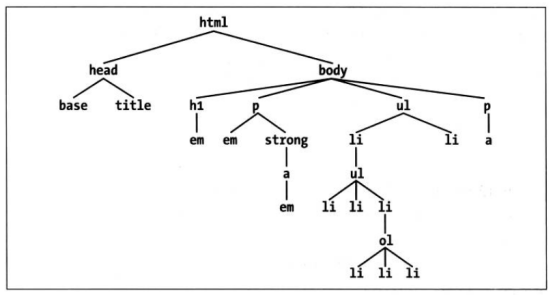 html
head body
base title h1 p ul p
em em strong li li a
a ul
em li li li
ol
li li li